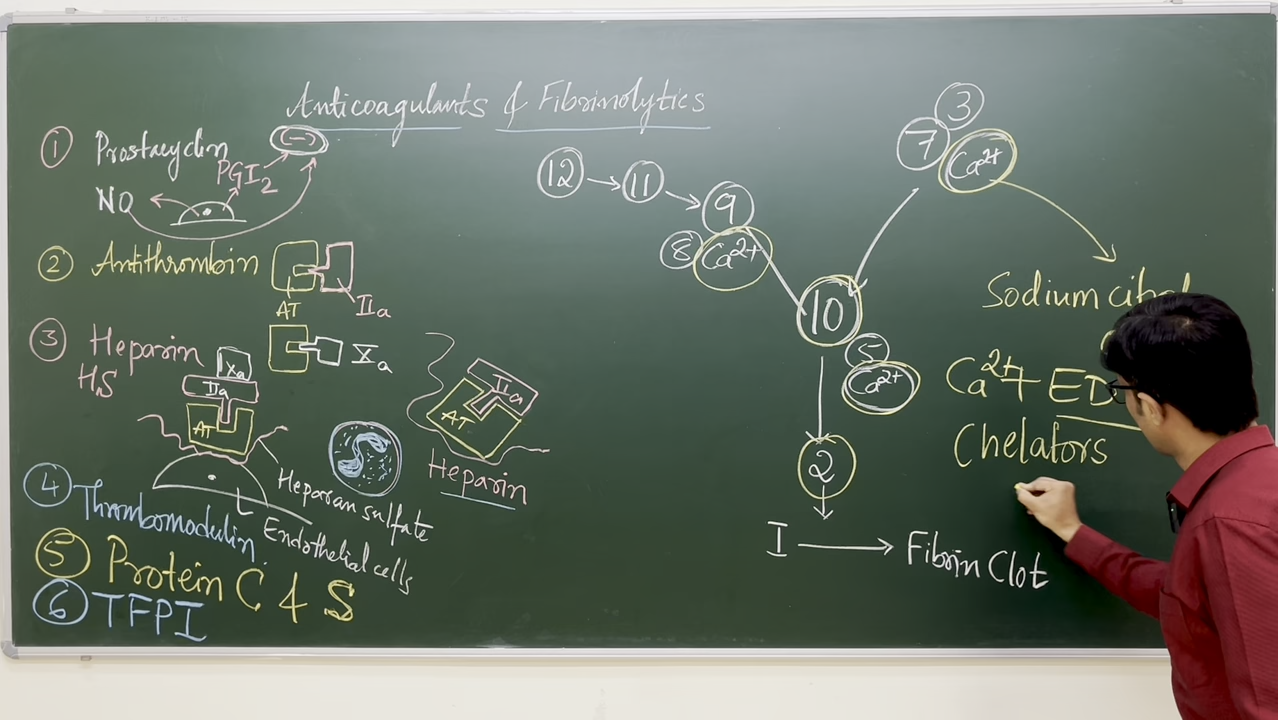 Anticoagulants & Fibrinolytics
① Prostacyclin
PGI₂
(-)
NO
② Antithrombin
AT
IIa
Xa
③ Heparin
HS
Xa
IIa
AT
Heparan sulfate
Endothelial cells
IIa
AT
Heparin
④ Thrombomodulin
⑤ Protein C & S
⑥ TFPI
12 → 11 → 9
8 Ca²⁺
3
7 Ca²⁺
10
5
Ca²⁺
2
I → Fibrin Clot
Sodium
Ca²⁺
Chelators